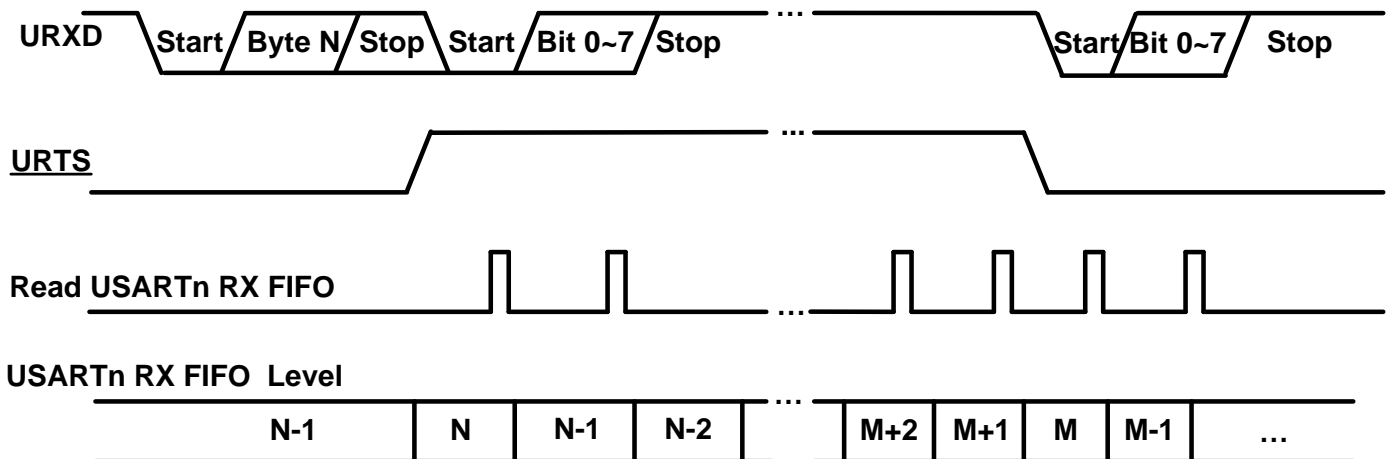 ...
URXD Start Byte N Stop Start Bit 0~7 Stop Start Bit 0~7 Stop
...
URTS
Read USARTn RX FIFO
...
USARTn RX FIFO Level
...
N-1 N N-1 N-2 M+2 M+1 M M-1 ...